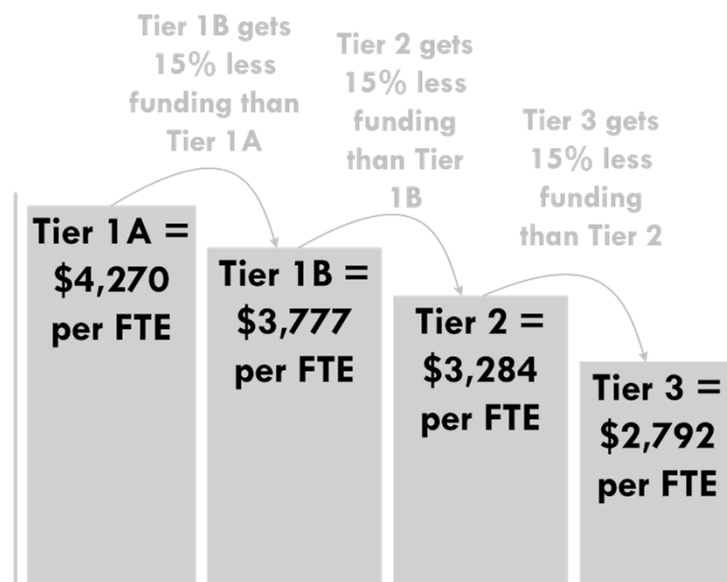 Tier 1B gets
15% less
funding than
Tier 1A
Tier 2 gets
15% less
funding
than Tier
1B
Tier 3 gets
15% less
funding
than Tier 2
Tier 1A =
$4,270
per FTE
Tier 1B =
$3,777
per FTE
Tier 2 =
$3,284
per FTE
Tier 3 =
$2,792
per FTE